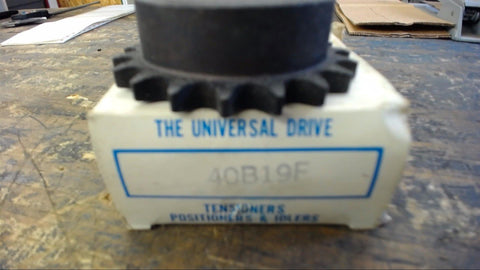 THE UNIVERSAL DRIVE
40B19F
TENSIONERS
POSITIONERS & IDLERS